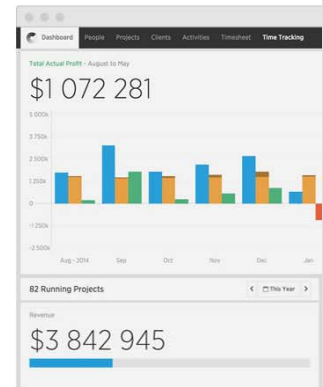 Dashboard People Projects Clients Activities Timesheet Time Tracking
Total Actual Profit - August to May
$1 072 281
5 000k
3 750k
2 500k
1 250k
0
-1 250k
-2 500k
Aug - 2014 Sep Oct Nov Dec Jan
82 Running Projects
This Year
Revenue
$3 842 945